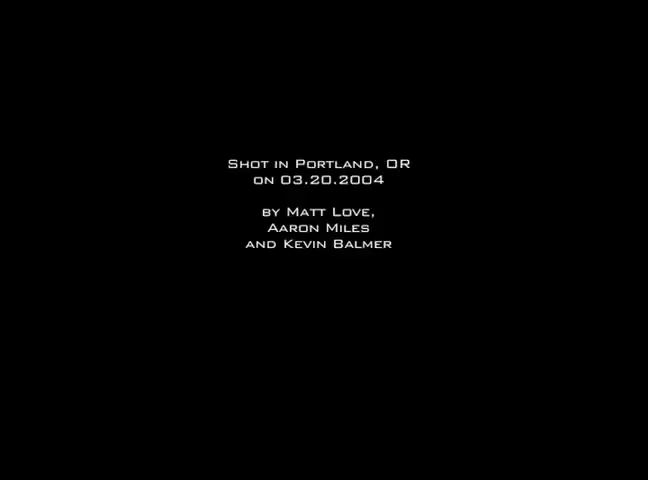 Shot in Portland, OR
on 03.20.2004
by Matt Love,
Aaron Miles
and Kevin Balmer